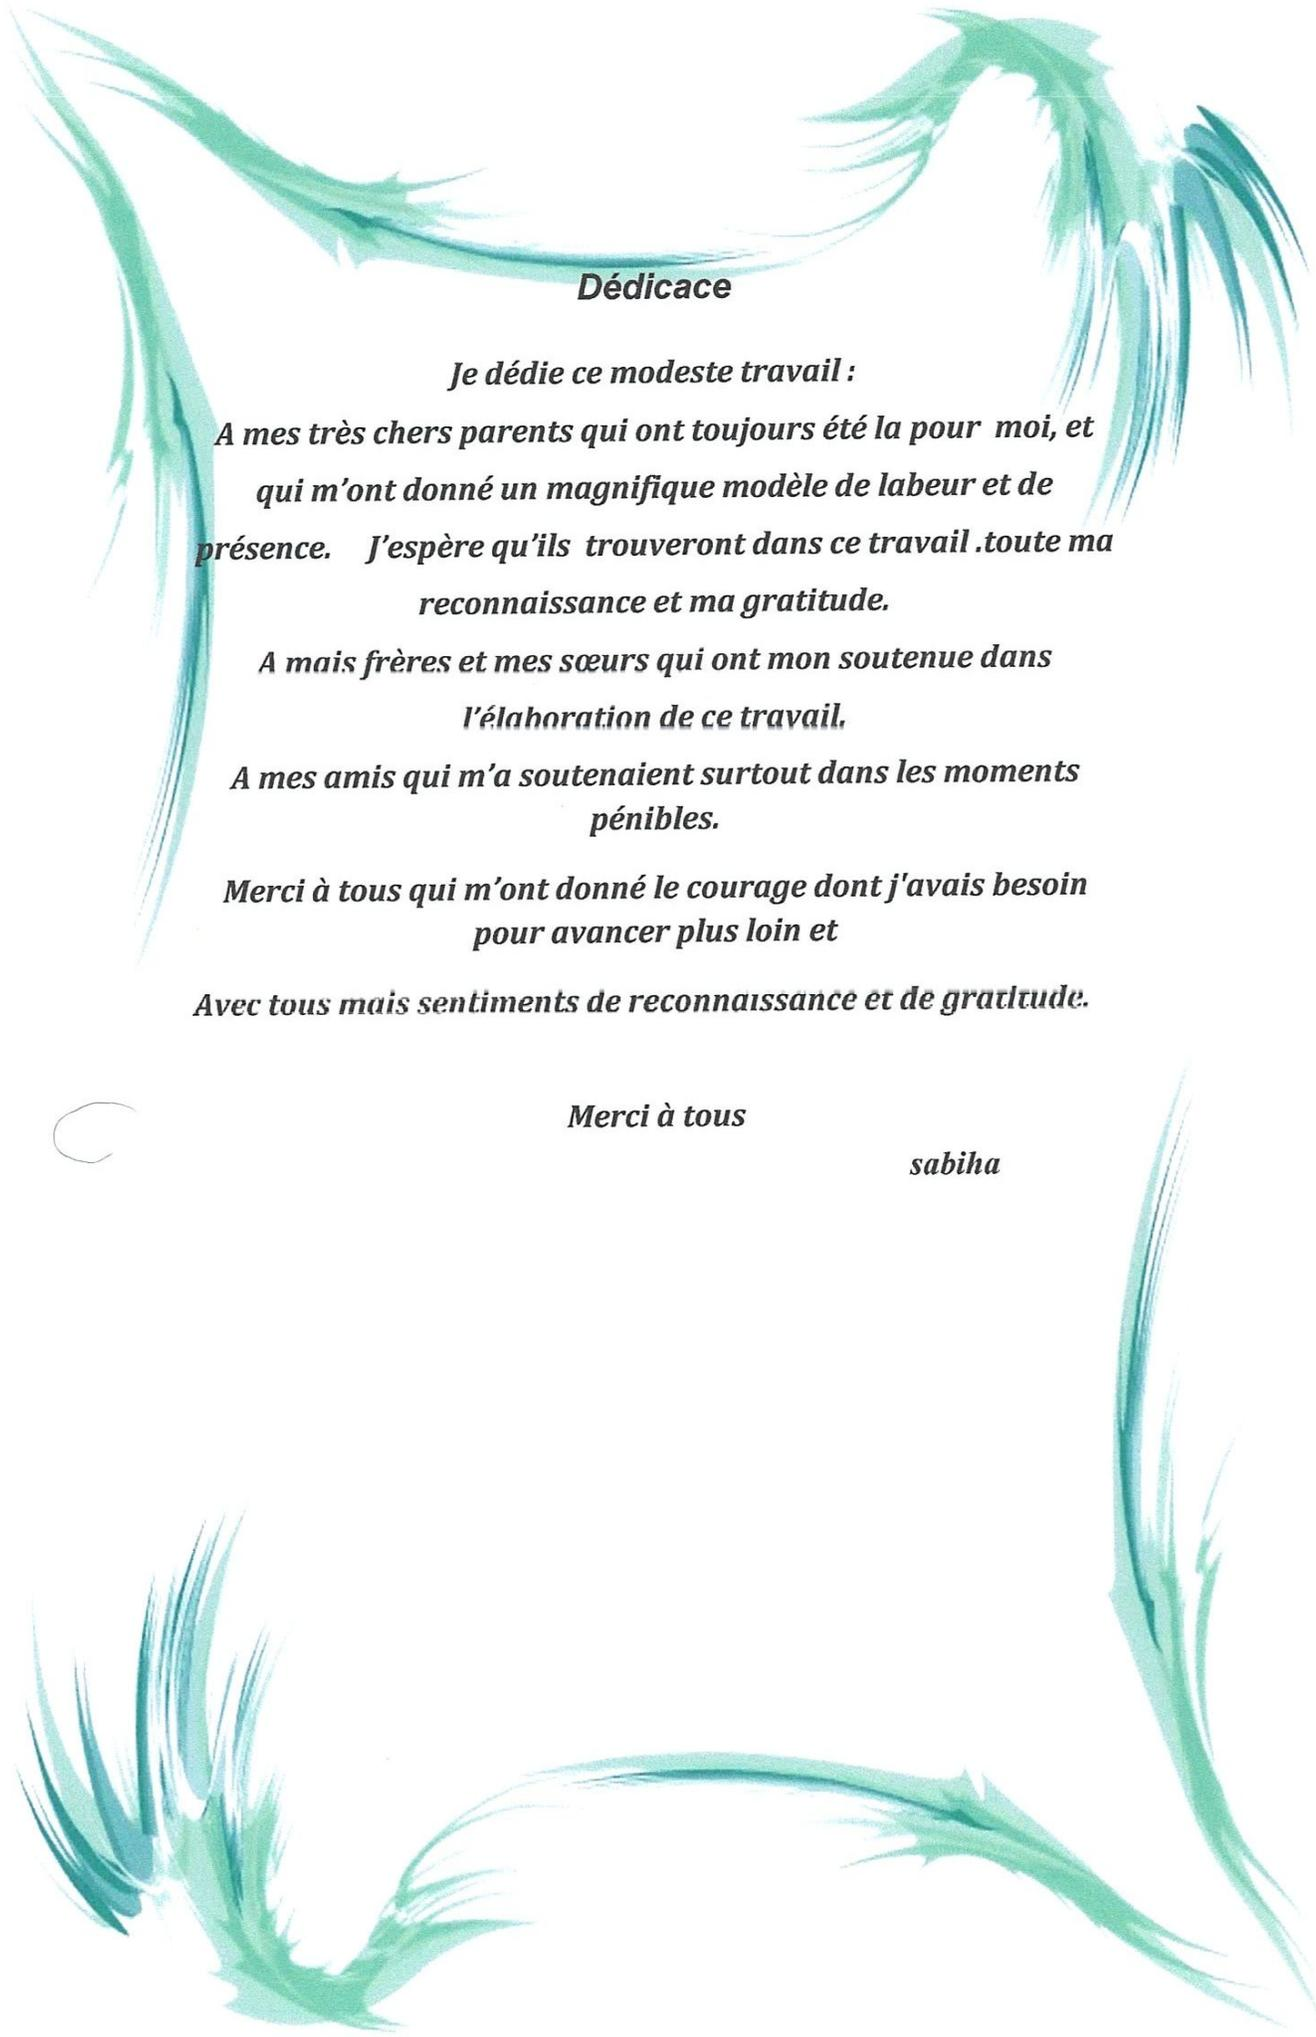 Dédicace
Je dédie ce modeste travail :
A mes très chers parents qui ont toujours été la pour moi, et
qui m’ont donné un magnifique modèle de labeur et de
présence. J’espère qu’ils trouveront dans ce travail .toute ma
reconnaissance et ma gratitude.
A mais frères et mes sœurs qui ont mon soutenue dans
l’élaboration de ce travail.
A mes amis qui m’a soutenaient surtout dans les moments
pénibles.
Merci à tous qui m’ont donné le courage dont j'avais besoin
pour avancer plus loin et
Avec tous mais sentiments de reconnaissance et de gratitude.
Merci à tous
sabiha